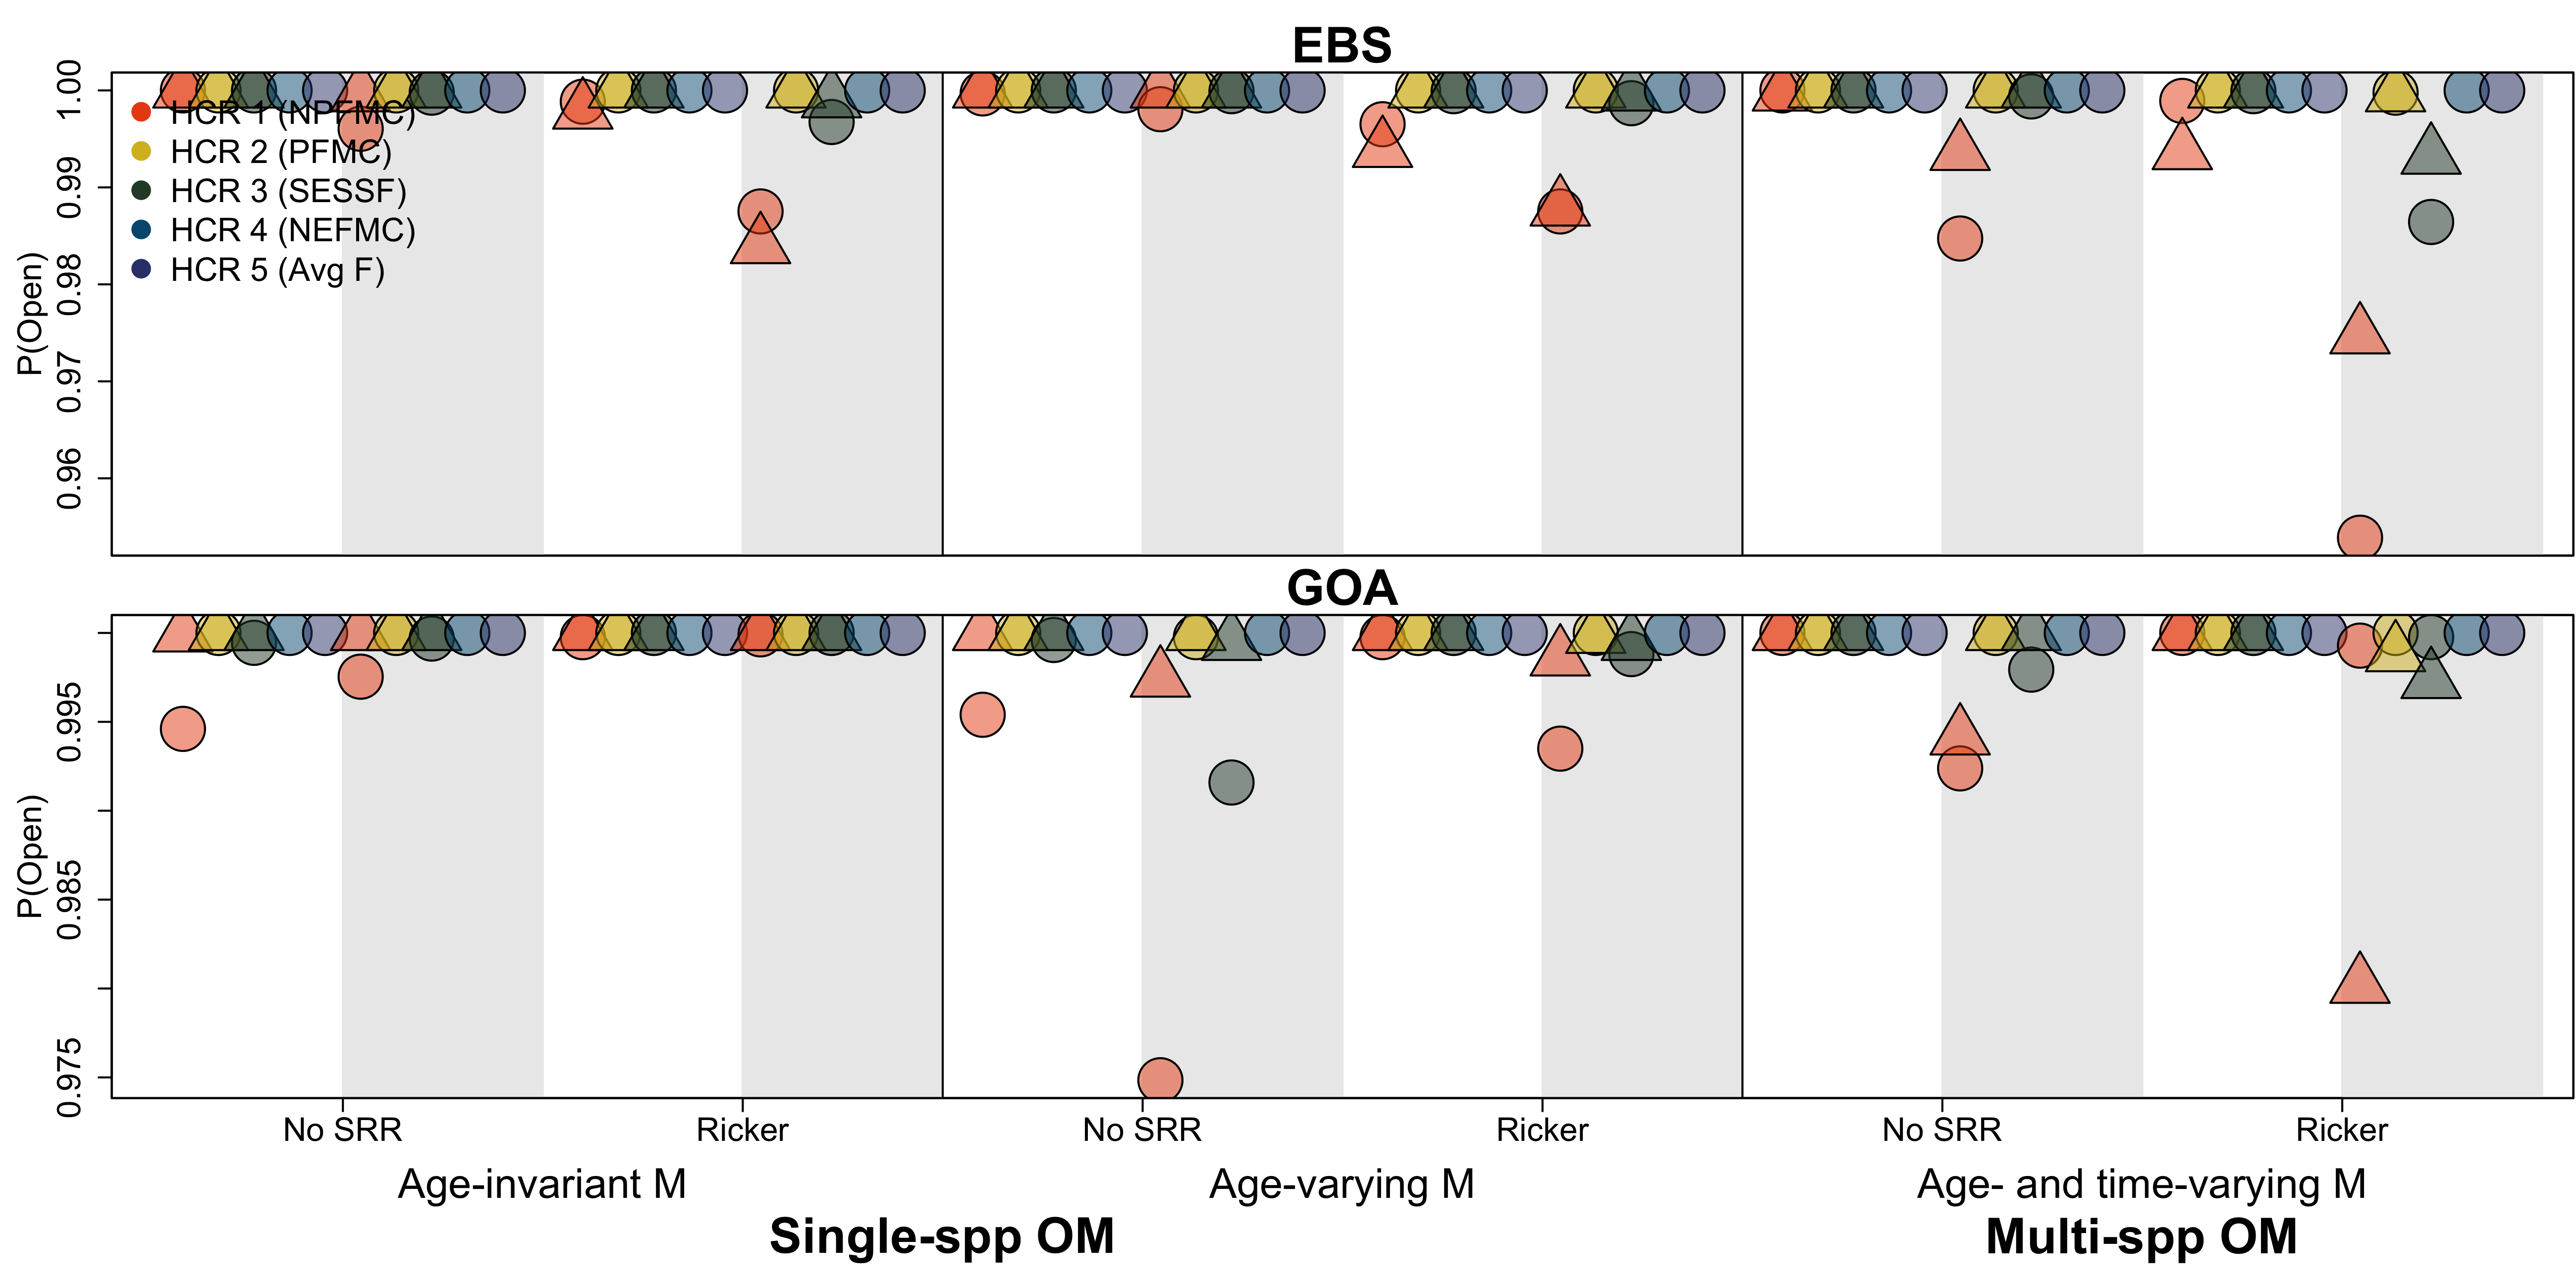 EBS
1.00
0.99
0.98
0.97
0.96
P(Open)
HCR 1 (NPFMC)
HCR 2 (PFMC)
HCR 3 (SESSF)
HCR 4 (NEFMC)
HCR 5 (Avg F)
GOA
0.995
0.985
0.975
P(Open)
No SRR Ricker No SRR Ricker No SRR Ricker
Age-invariant M Age-varying M Age- and time-varying M
Single-spp OM Multi-spp OM